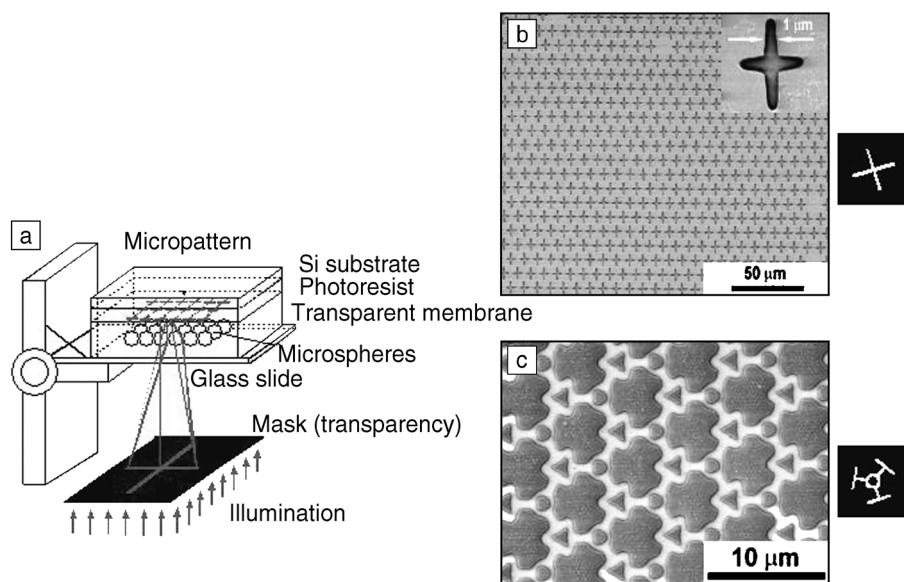 a
Micropattern
Si substrate
Photoresist
Transparent membrane
Microspheres
Glass slide
Mask (transparency)
Illumination
b
1 μm
50 μm
c
10 μm